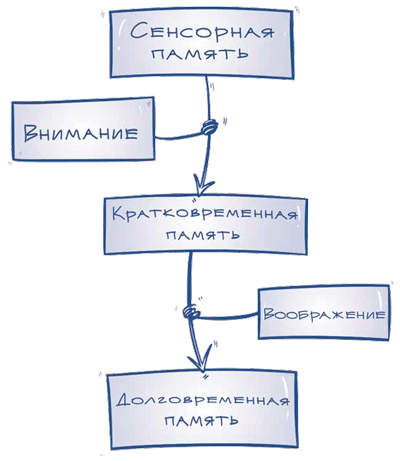 Сенсорная
память
Внимание
Кратковременная
память
Воображение
Долговременная
память